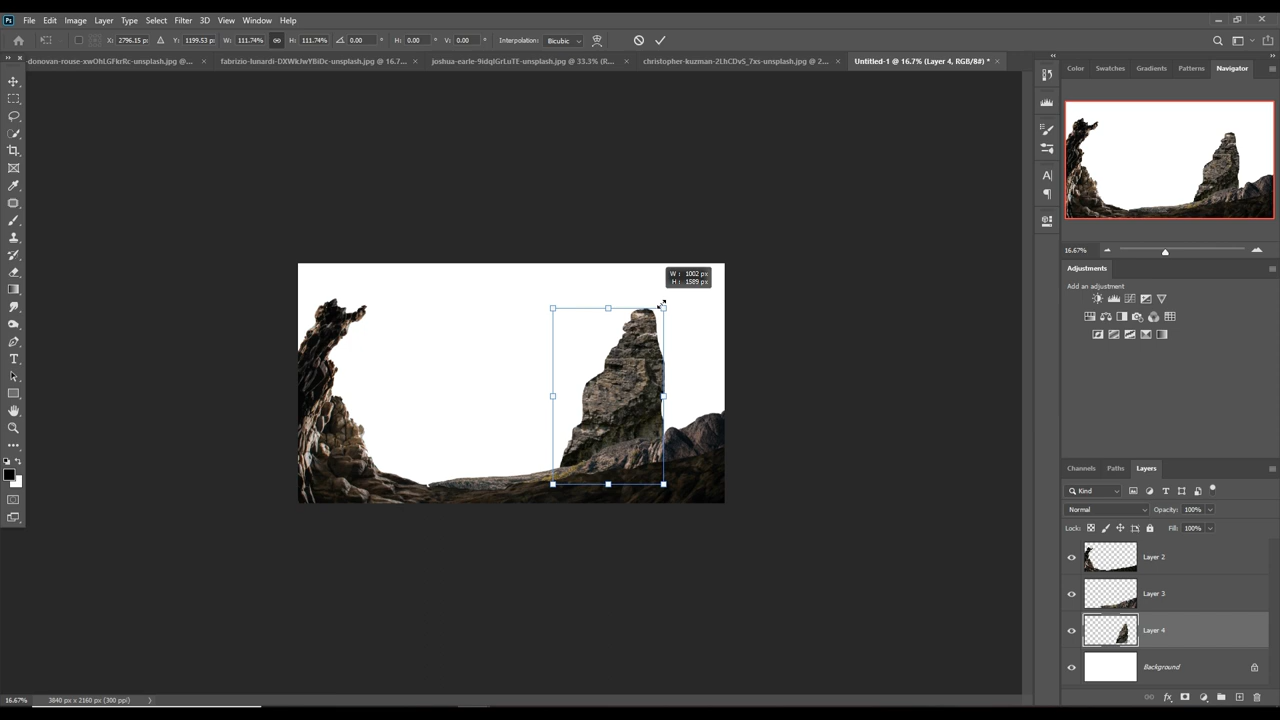 Ps File Edit Image Layer Type Select Filter 3D View Window Help
X: 2796.15 p Y: 1199.53 p W: 111.74% H: 111.74% 0.00 ° H: 0.00 ° V: 0.00 ° Interpolation: Bicubic
donovan-rouse-xwOhLGFkrRc-unsplash.jpg @... × fabrizio-lunardi-DXWkJwYBiDc-unsplash @ 16.7... × joshua-earle-9idqIGrLuTE-unsplash.jpg @ 33.3% (R... × christopher-kuzman-2LhCDvS_7xs-unsplash.jpg @ 2... × Untitled-1 @ 16.7% (Layer 4, RGB/8#) * ×
Color Swatches Gradients Patterns Navigator
16.67%
Adjustments
W : 1002 px
H : 1589 px
Add an adjustment
Channels Paths Layers
Kind
Normal Opacity: 100%
Lock: Fill: 100%
Layer 2
Layer 3
Layer 4
Background
16.67% 3840 px x 2160 px (300 ppi)